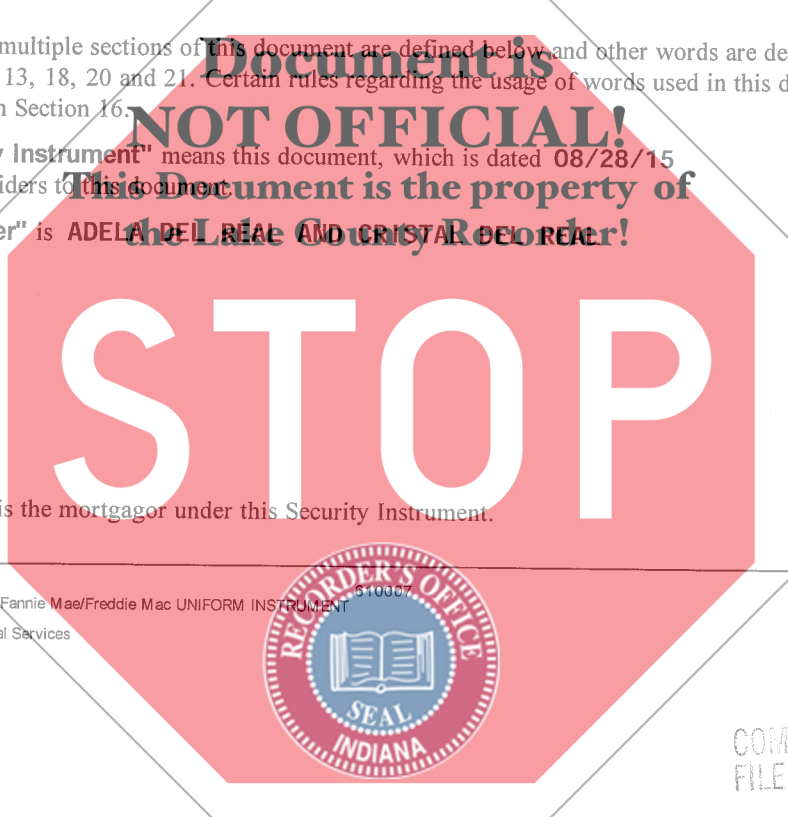 multiple sections of this document are defined below and other words are de
13, 18, 20 and 21. Certain rules regarding the usage of words used in this d
n Section 16.
y Instrument" means this document, which is dated 08/28/15
iders to this document.
er" is ADELA DEL REAL AND CRISTAL DEL REAL
Document is
NOT OFFICIAL!
This Document is the property of
the Lake County Recorder!
STOP
is the mortgagor under this Security Instrument.
Fannie Mae/Freddie Mac UNIFORM INSTRUMENT 610007
al Services
RECORDER'S OFFICE
SEAL
INDIANA
COM
FILE